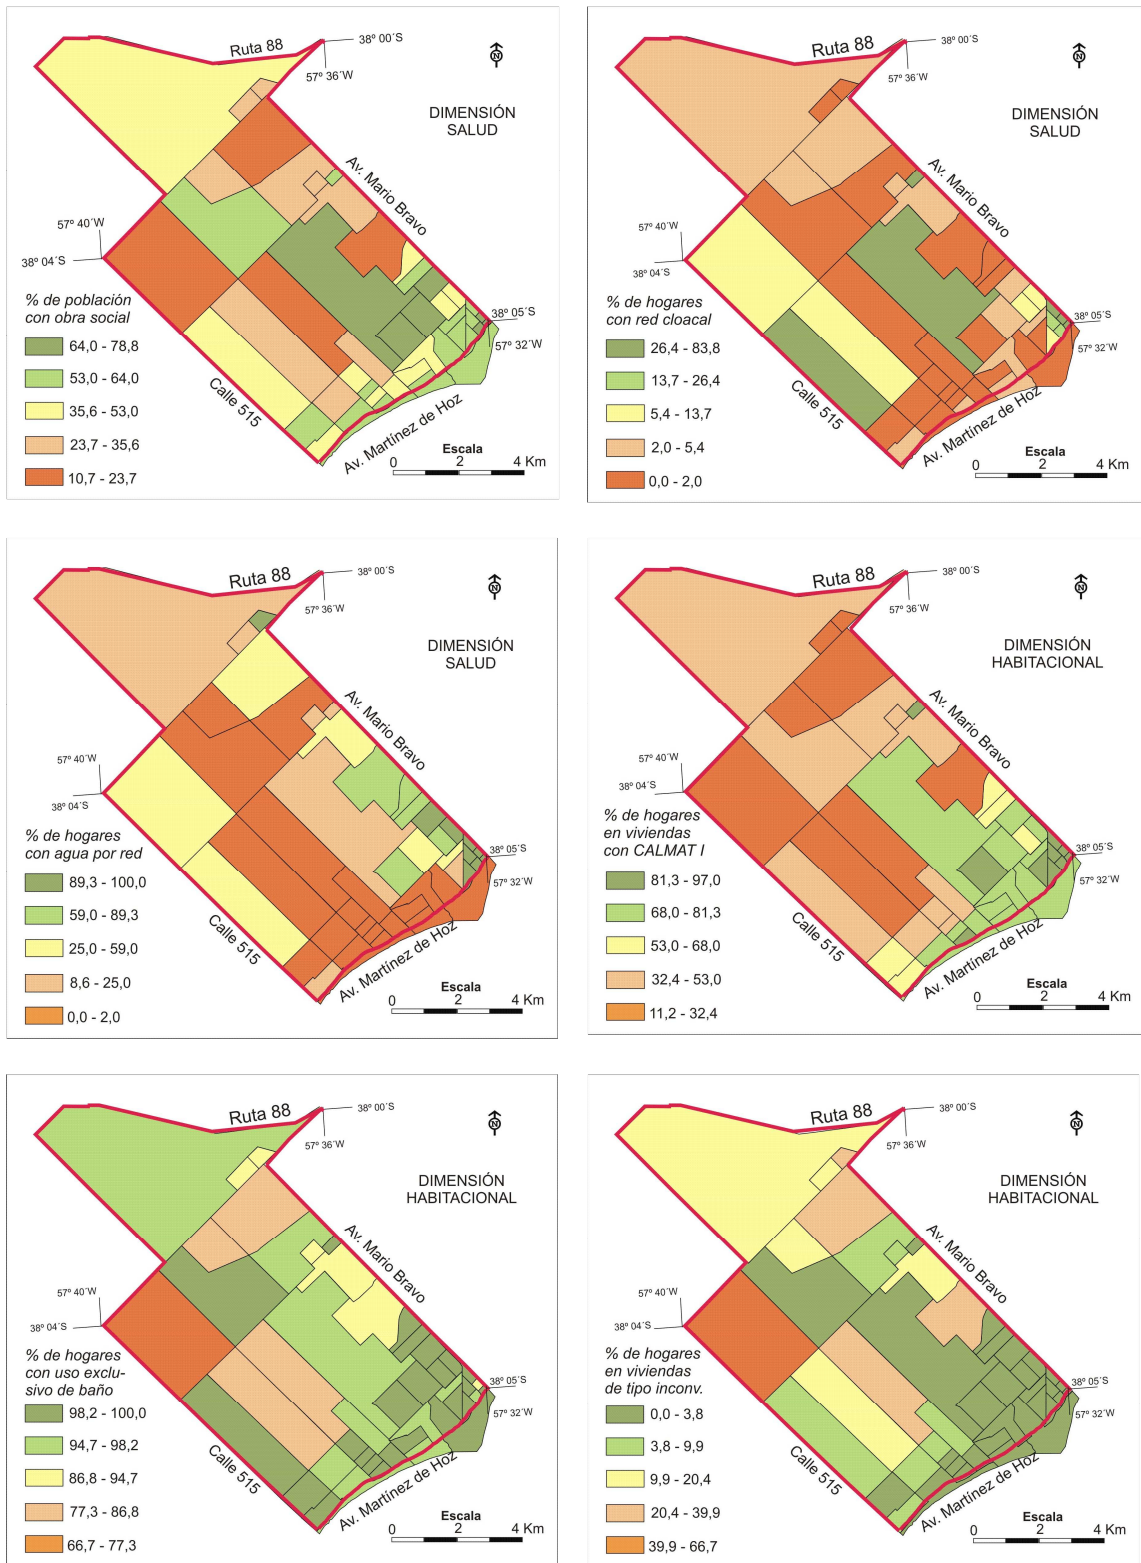 Ruta 88
38º 00´S
57º 36´W
DIMENSIÓN
SALUD
Av. Mario Bravo
57º 40´W
38º 04´S
% de población
con obra social
64,0 - 78,8
53,0 - 64,0
35,6 - 53,0
23,7 - 35,6
10,7 - 23,7
38º 05´S
57º 32´W
Calle 515
Av. Martínez de Hoz
Escala
0 2 4 Km
Ruta 88
38º 00´S
57º 36´W
DIMENSIÓN
SALUD
Av. Mario Bravo
57º 40´W
38º 04´S
% de hogares
con red cloacal
26,4 - 83,8
13,7 - 26,4
5,4 - 13,7
2,0 - 5,4
0,0 - 2,0
38º 05´S
57º 32´W
Calle 515
Av. Martínez de Hoz
Escala
0 2 4 Km
Ruta 88
38º 00´S
57º 36´W
DIMENSIÓN
SALUD
Av. Mario Bravo
57º 40´W
38º 04´S
% de hogares
con agua por red
89,3 - 100,0
59,0 - 89,3
25,0 - 59,0
8,6 - 25,0
0,0 - 2,0
38º 05´S
57º 32´W
Calle 515
Av. Martínez de Hoz
Escala
0 2 4 Km
Ruta 88
38º 00´S
57º 36´W
DIMENSIÓN
HABITACIONAL
Av. Mario Bravo
57º 40´W
38º 04´S
% de hogares
en viviendas
con CALMAT I
81,3 - 97,0
68,0 - 81,3
53,0 - 68,0
32,4 - 53,0
11,2 - 32,4
38º 05´S
57º 32´W
Calle 515
Av. Martínez de Hoz
Escala
0 2 4 Km
Ruta 88
38º 00´S
57º 36´W
DIMENSIÓN
HABITACIONAL
Av. Mario Bravo
57º 40´W
38º 04´S
% de hogares
con uso exclu-
sivo de baño
98,2 - 100,0
94,7 - 98,2
86,8 - 94,7
77,3 - 86,8
66,7 - 77,3
38º 05´S
57º 32´W
Calle 515
Av. Martínez de Hoz
Escala
0 2 4 Km
Ruta 88
38º 00´S
57º 36´W
DIMENSIÓN
HABITACIONAL
Av. Mario Bravo
57º 40´W
38º 04´S
% de hogares
en viviendas
de tipo inconv.
0,0 - 3,8
3,8 - 9,9
9,9 - 20,4
20,4 - 39,9
39,9 - 66,7
38º 05´S
57º 32´W
Calle 515
Av. Martínez de Hoz
Escala
0 2 4 Km